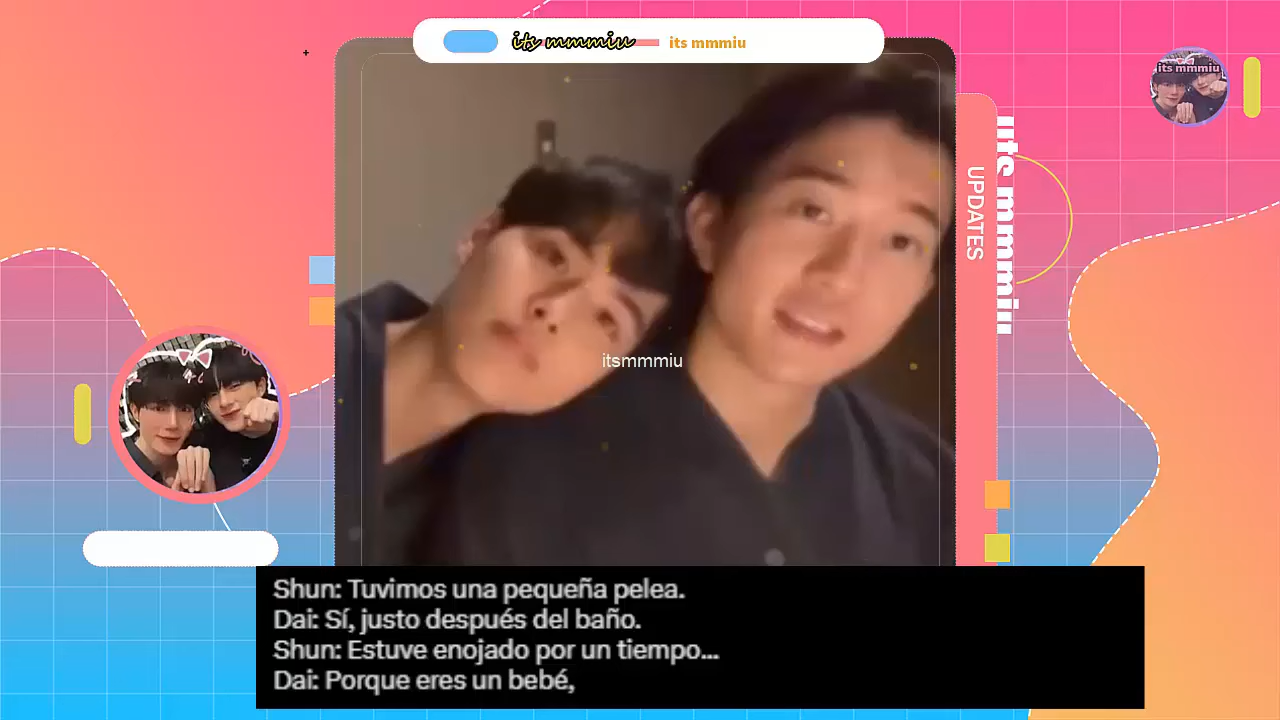 its mmmiu
its mmmiu
its mmmiu
its mmmiu
UPDATES
itsmmmiu
Shun: Tuvimos una pequeña pelea.
Dai: Sí, justo después del baño.
Shun: Estuve enojado por un tiempo...
Dai: Porque eres un bebé,